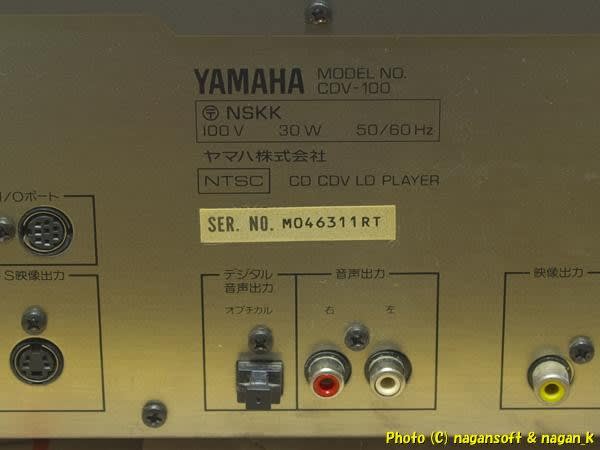 YAMAHA MODEL NO. CDV-100
〒 NSKK
100V 30W 50/60Hz
ヤマハ株式会社
NTSC CD CDV LD PLAYER
SER. NO. M046311RT
I/Oポート
S映像出力
デジタル
音声出力
オプチカル
音声出力
右 左
映像出力
Photo (C) nagansoft & nagan_k